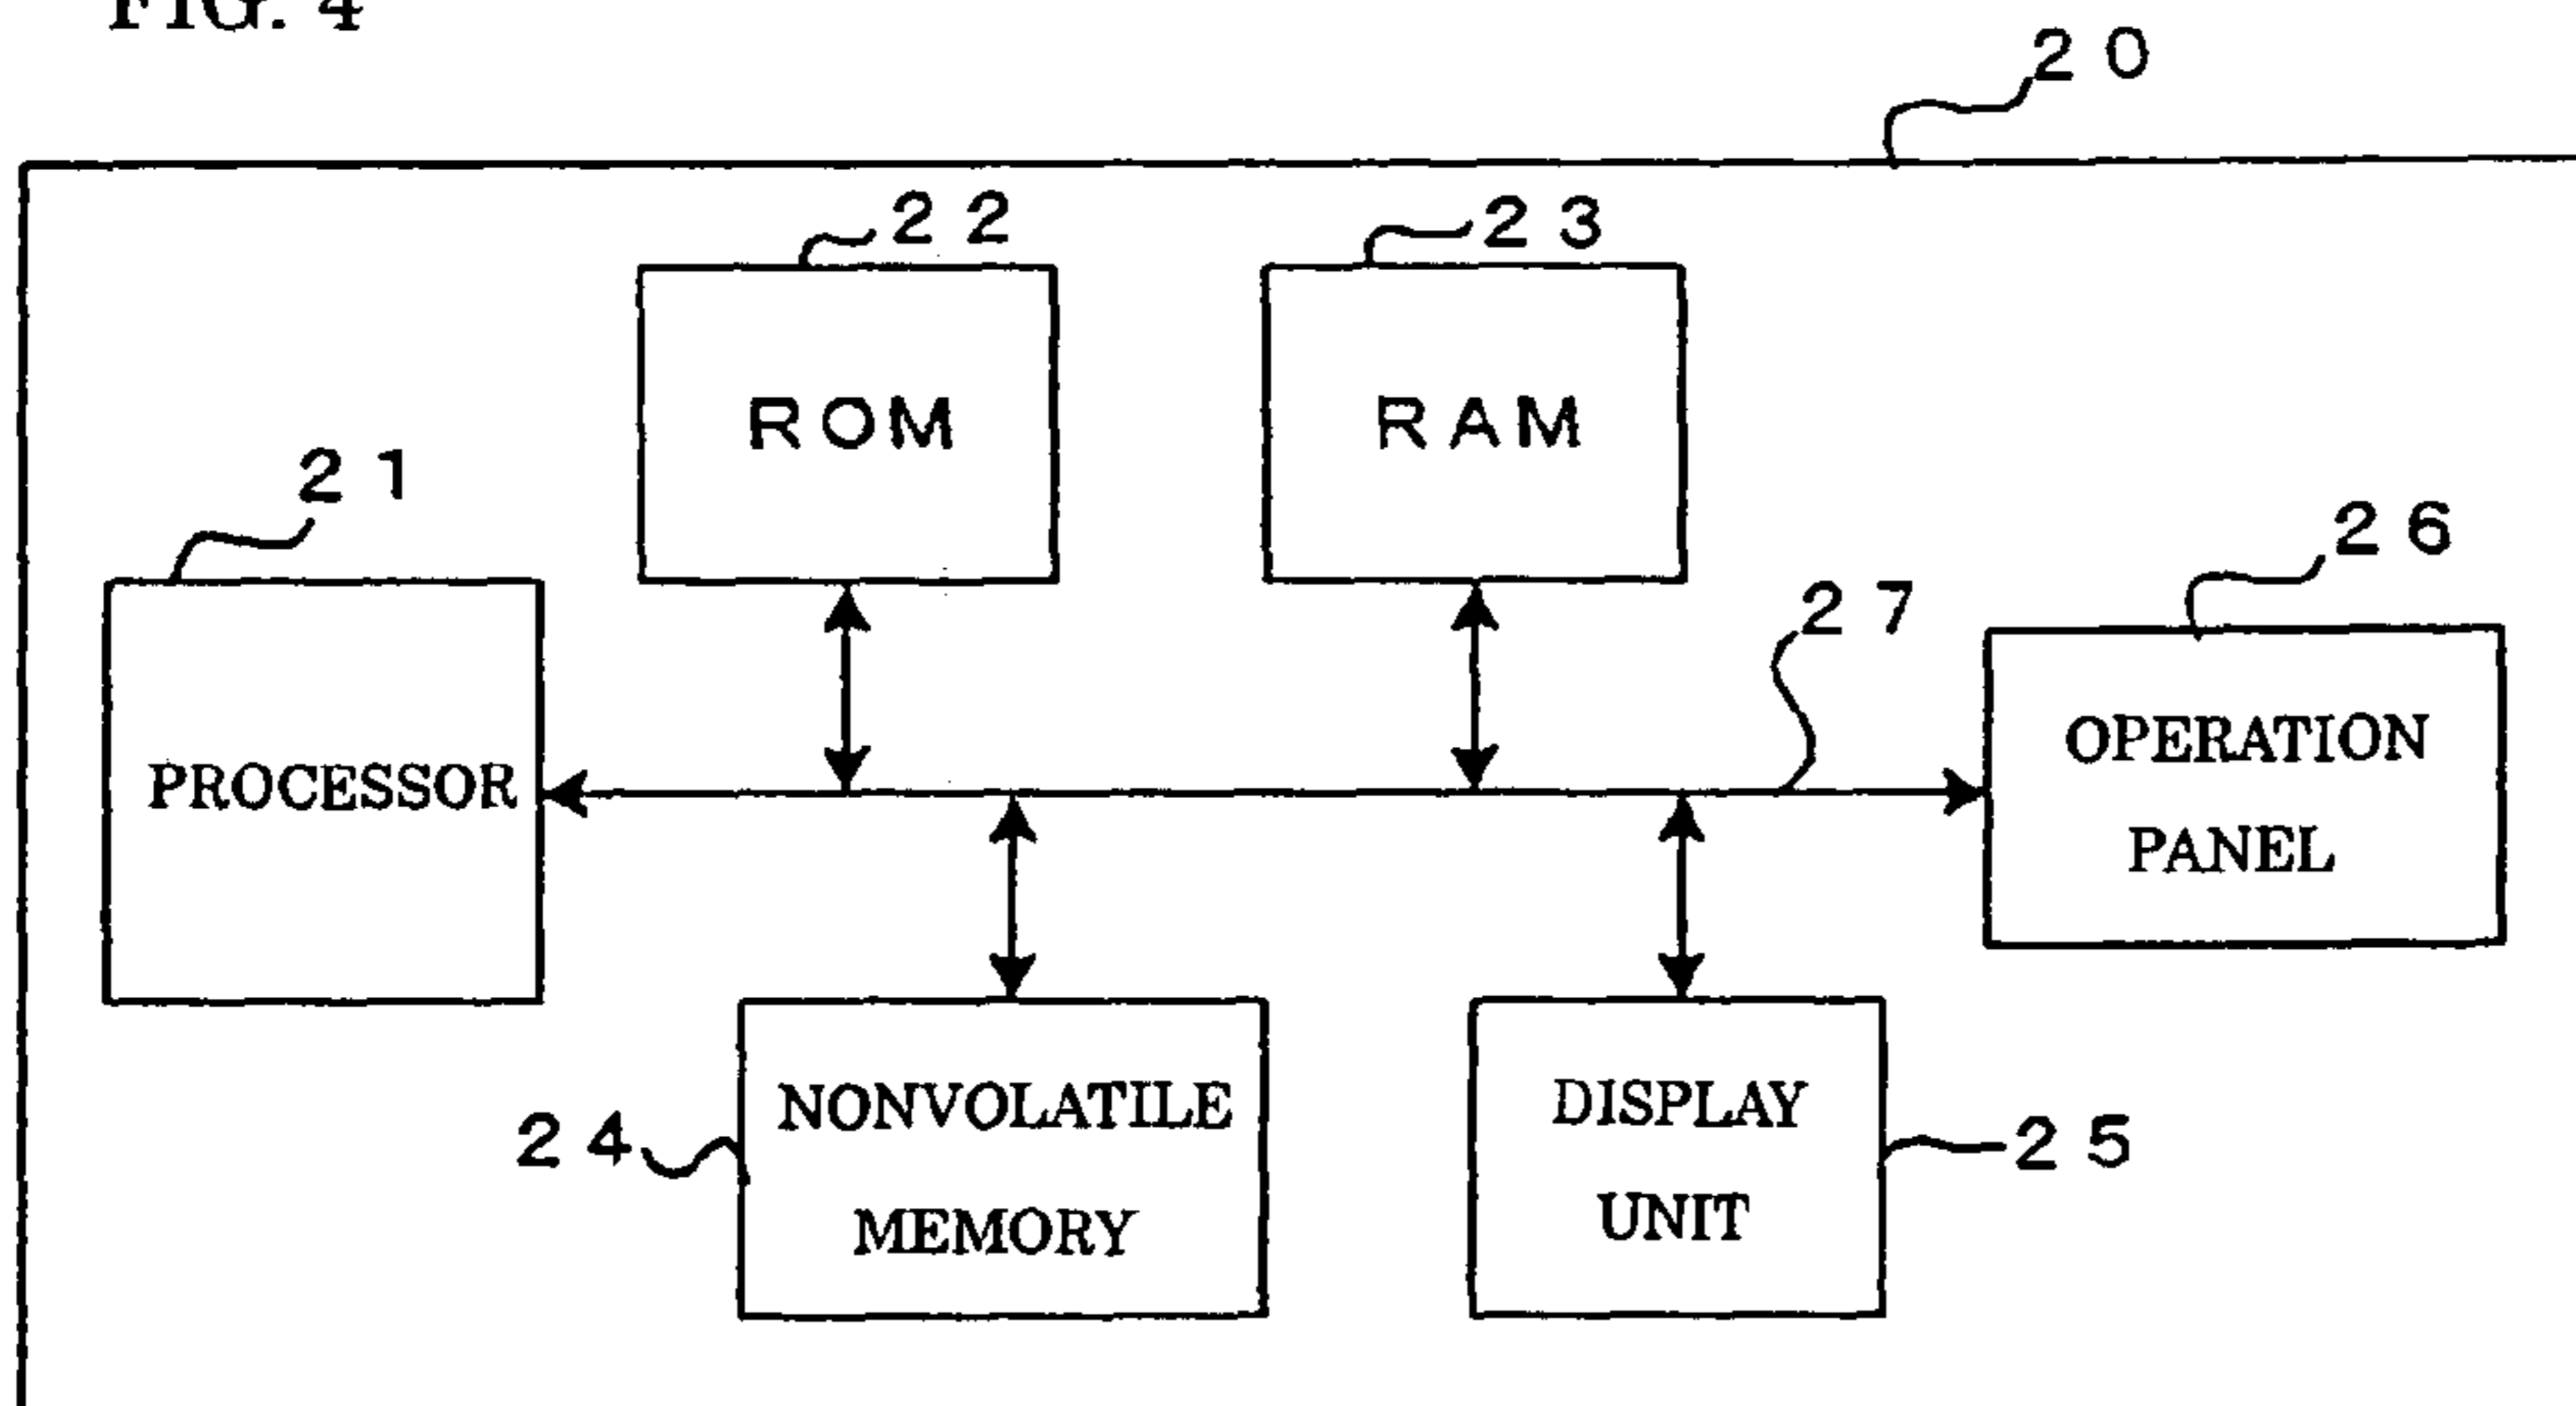 FIG. 4
20
22
23
ROM
RAM
21
26
27
PROCESSOR
OPERATION
PANEL
24
NONVOLATILE
MEMORY
DISPLAY
UNIT
25